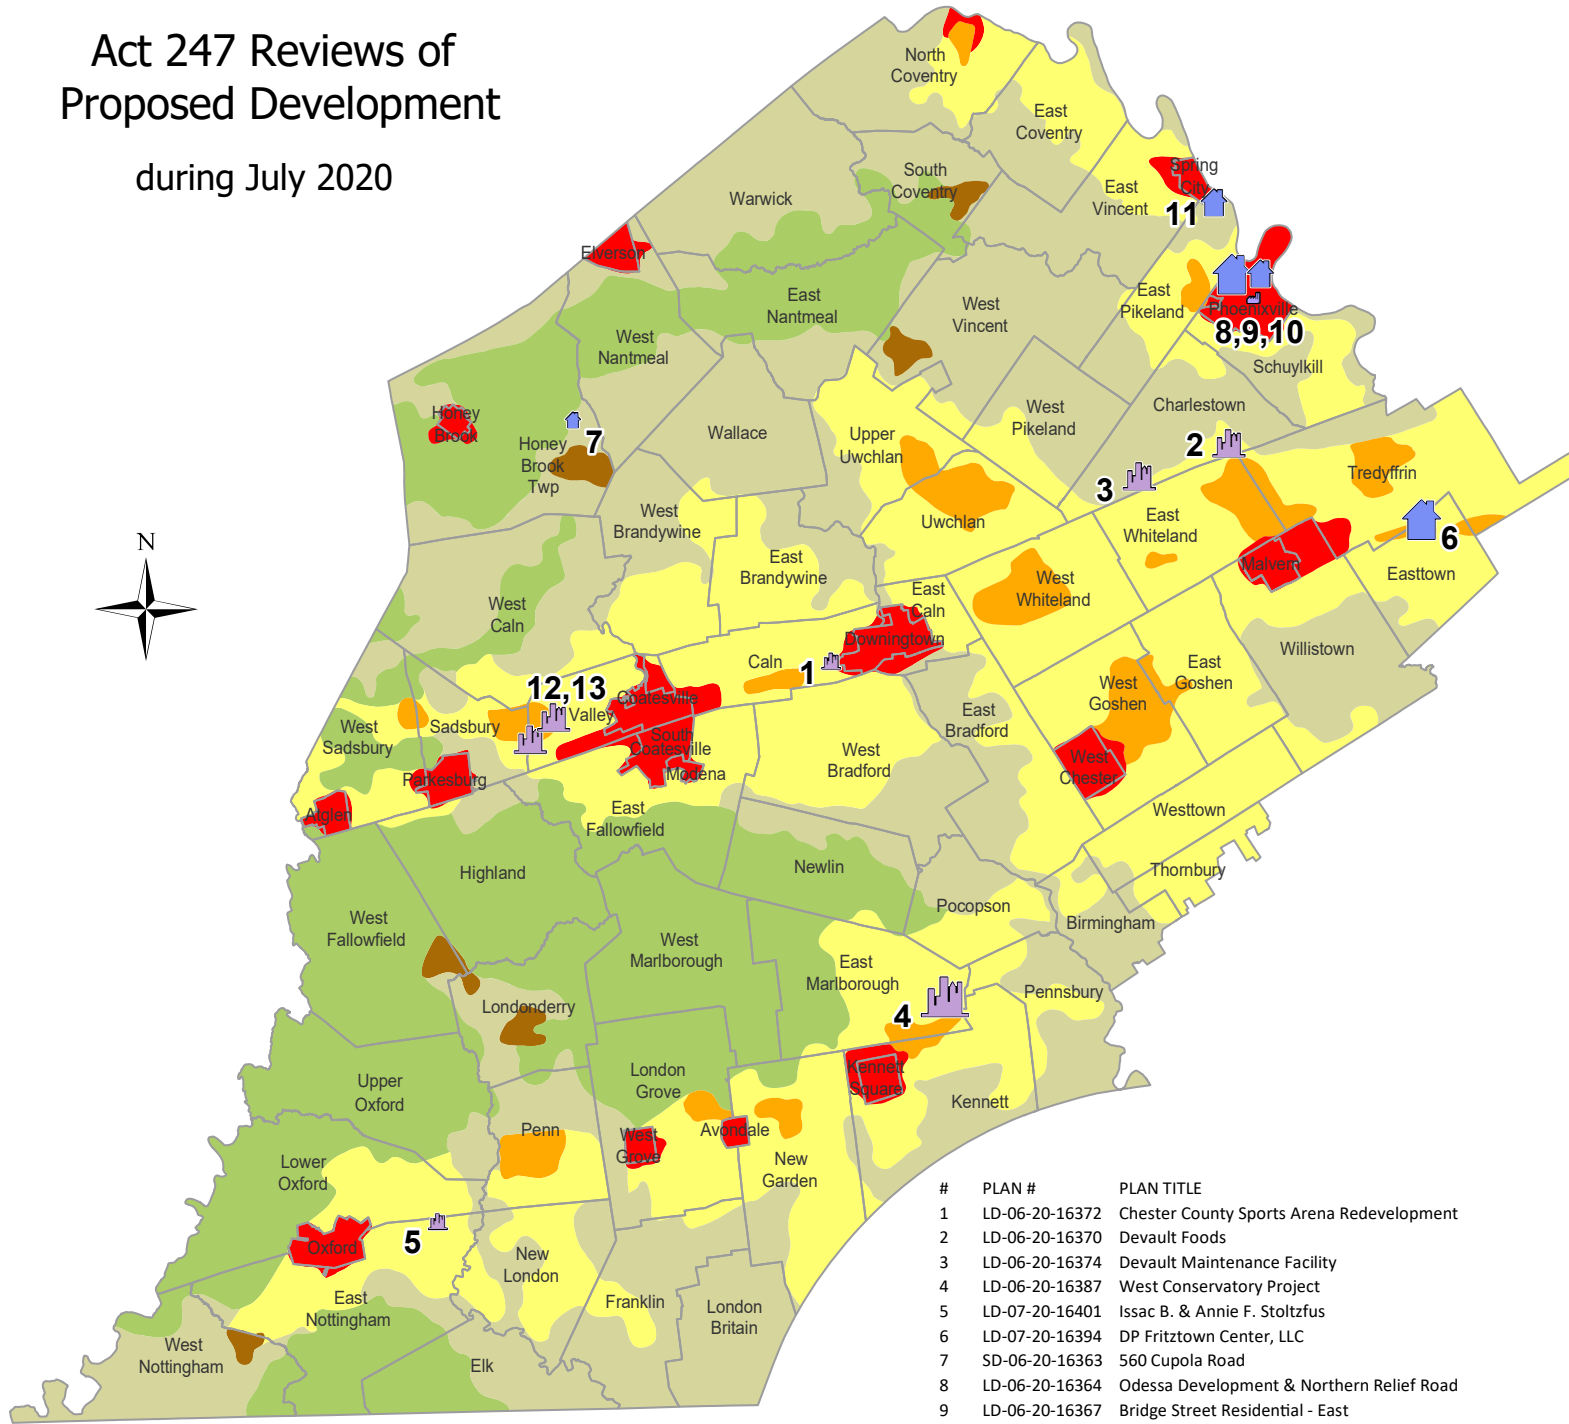 Act 247 Reviews of
Proposed Development
during July 2020
North
Coventry
East
Coventry
South
Coventry
Warwick
Spring
City
East
Vincent
11
Elverson
East
Nantmeal
West
Vincent
East
Pikeland
Phoenixville
8,9,10
Schuylkill
West
Nantmeal
Honey
Brook
Honey
Brook
Twp
7
Wallace
Upper
Uwchlan
West
Pikeland
Charlestown
2
3
Tredyffrin
6
Easttown
N
West
Brandywine
East
Brandywine
Uwchlan
East
Whiteland
Malvern
West
Whiteland
Willistown
West
Caln
East
Caln
Downingtown
Caln
1
12,13
Valley
Coatesville
South
Coatesville
Modena
West
Sadsbury
Sadsbury
Parkesburg
Atglen
West
Bradford
East
Bradford
West
Goshen
East
Goshen
West
Chester
Westtown
Thornbury
East
Fallowfield
Highland
Newlin
Pocopson
Birmingham
West
Fallowfield
West
Marlborough
East
Marlborough
Pennsbury
4
Londonderry
Upper
Oxford
London
Grove
Kennett
Square
Kennett
Penn
West
Grove
Avondale
New
Garden
Lower
Oxford
Oxford
5
New
London
East
Nottingham
Franklin
London
Britain
West
Nottingham
Elk
# PLAN # PLAN TITLE
1 LD-06-20-16372 Chester County Sports Arena Redevelopment
2 LD-06-20-16370 Devault Foods
3 LD-06-20-16374 Devault Maintenance Facility
4 LD-06-20-16387 West Conservatory Project
5 LD-07-20-16401 Issac B. & Annie F. Stoltzfus
6 LD-07-20-16394 DP Fritztown Center, LLC
7 SD-06-20-16363 560 Cupola Road
8 LD-06-20-16364 Odessa Development & Northern Relief Road
9 LD-06-20-16367 Bridge Street Residential - East